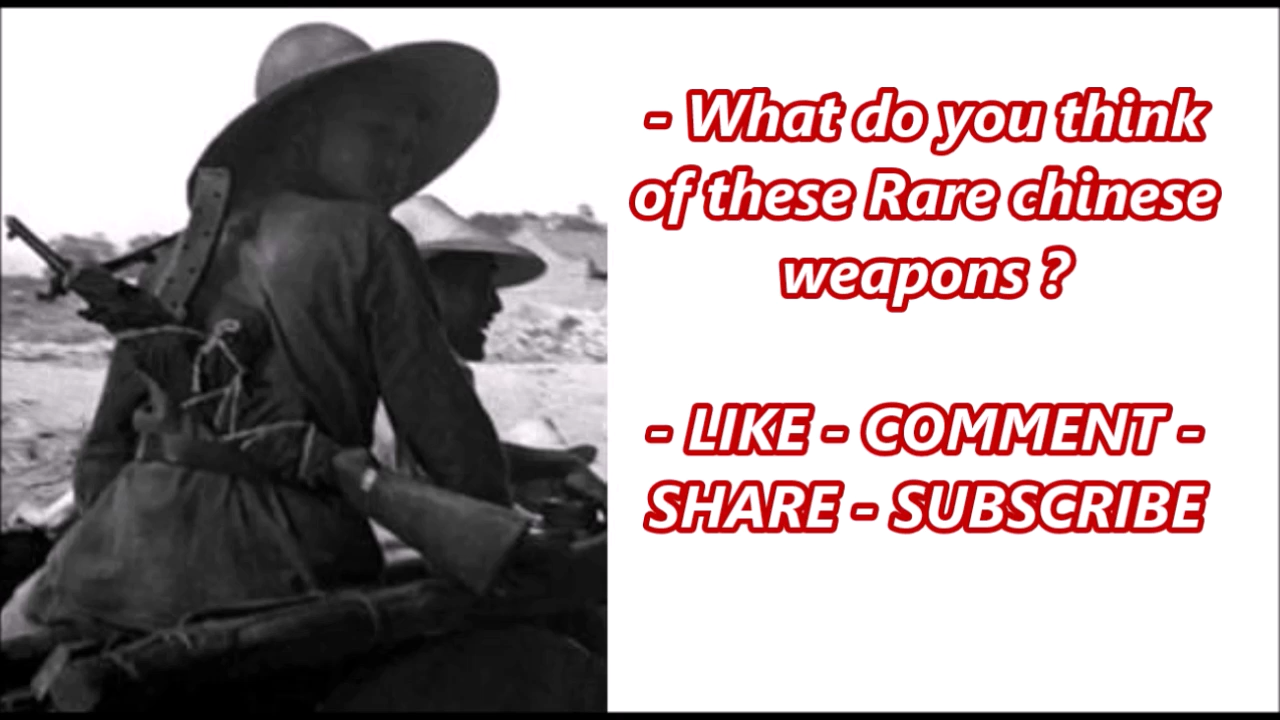 - What do you think
of these Rare chinese
weapons ?
- LIKE - COMMENT -
SHARE - SUBSCRIBE